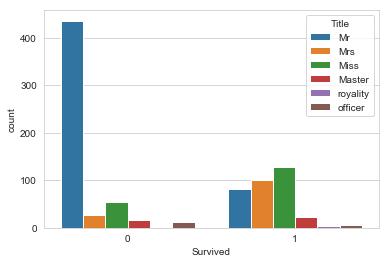 Title
Mr
Mrs
Miss
Master
royality
officer
400
300
200
100
0
count
0 1
Survived